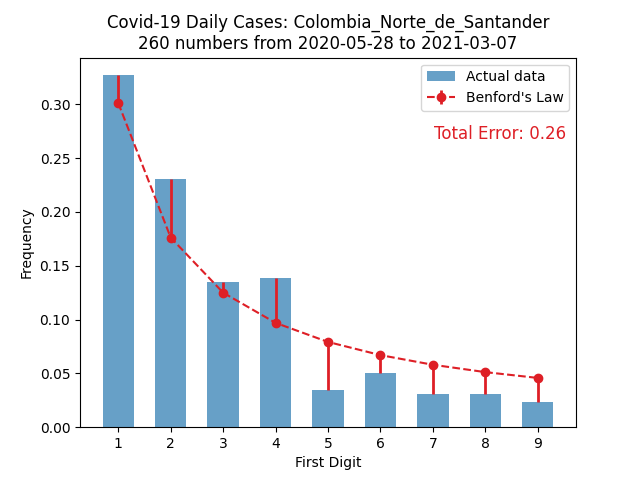 Covid-19 Daily Cases: Colombia_Norte_de_Santander
260 numbers from 2020-05-28 to 2021-03-07
Actual data
Benford's Law
Total Error: 0.26
Frequency
0.30
0.25
0.20
0.15
0.10
0.05
0.00
1 2 3 4 5 6 7 8 9
First Digit